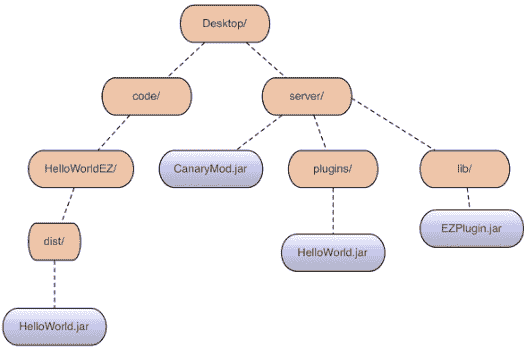 Desktop/
code/
server/
HelloWorldEZ/
CanaryMod.jar
plugins/
lib/
dist/
HelloWorld.jar
EZPlugin.jar
HelloWorld.jar